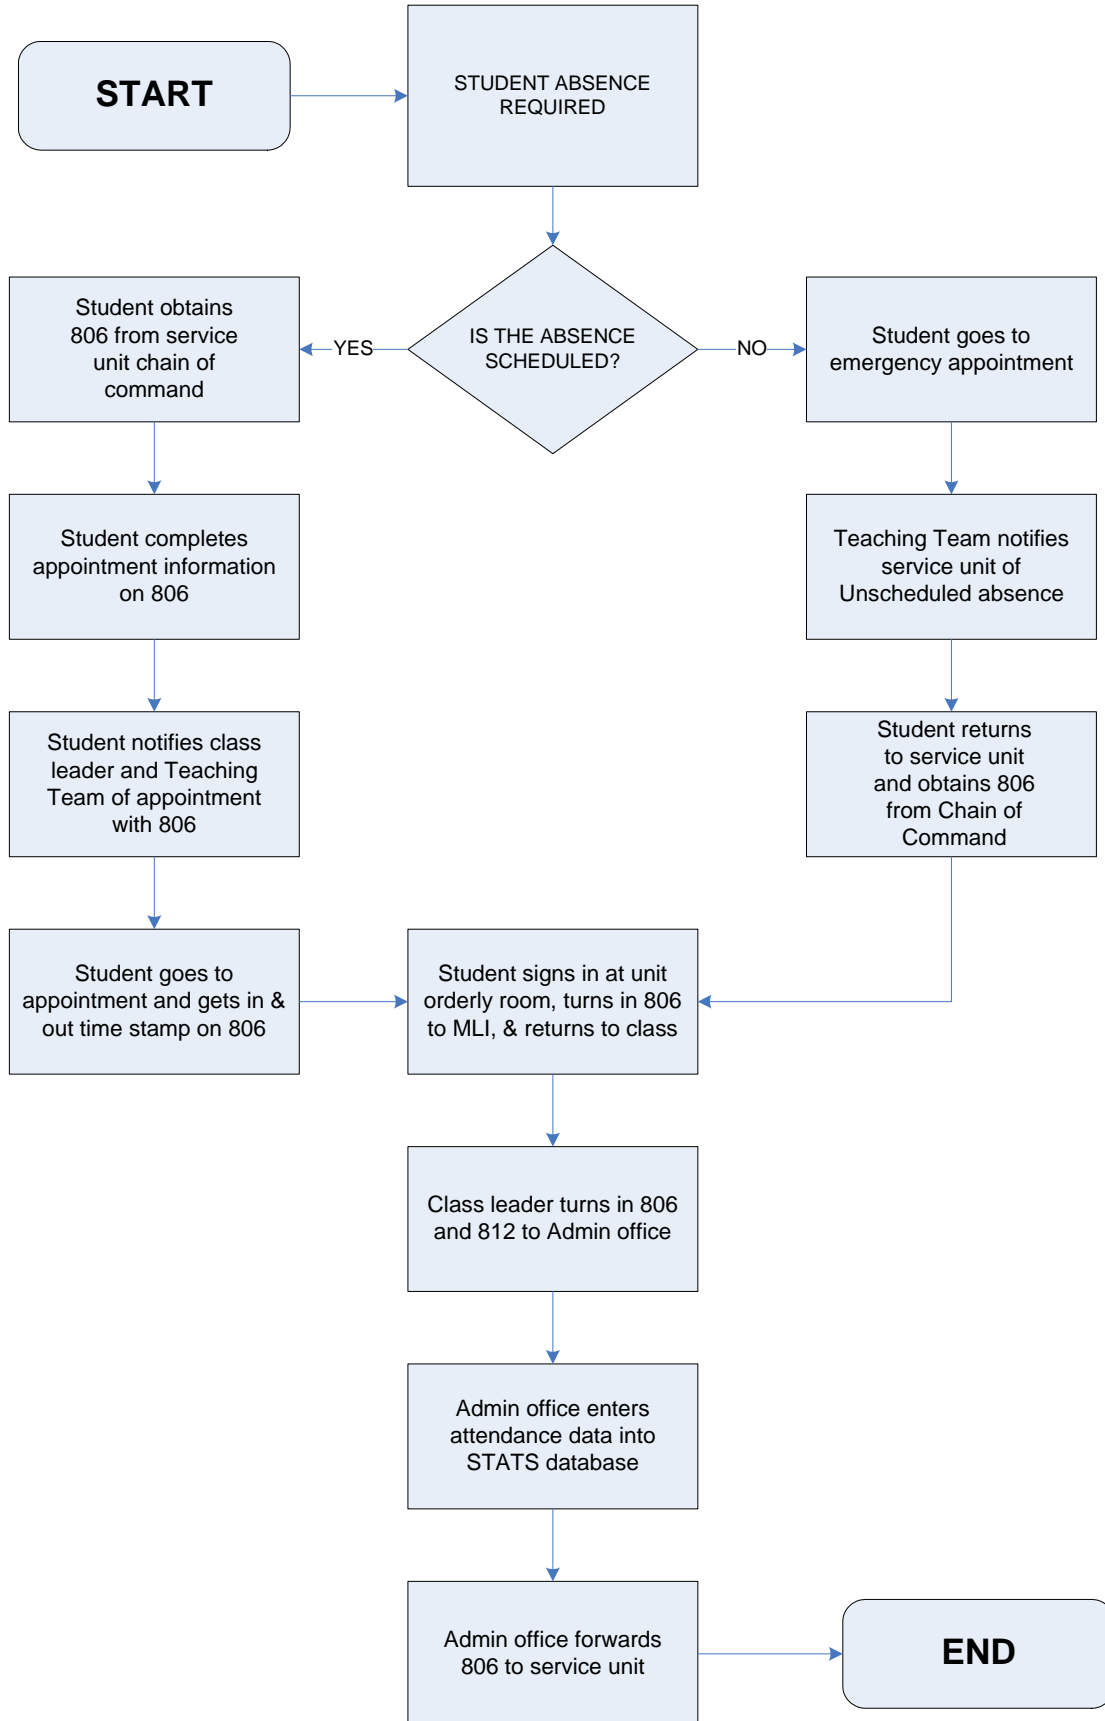 START
STUDENT ABSENCE
REQUIRED
IS THE ABSENCE
SCHEDULED?
YES
NO
Student obtains
806 from service
unit chain of
command
Student completes
appointment information
on 806
Student notifies class
leader and Teaching
Team of appointment
with 806
Student goes to
appointment and gets in &
out time stamp on 806
Student goes to
emergency appointment
Teaching Team notifies
service unit of
Unscheduled absence
Student returns
to service unit
and obtains 806
from Chain of
Command
Student signs in at unit
orderly room, turns in 806
to MLI, & returns to class
Class leader turns in 806
and 812 to Admin office
Admin office enters
attendance data into
STATS database
Admin office forwards
806 to service unit
END